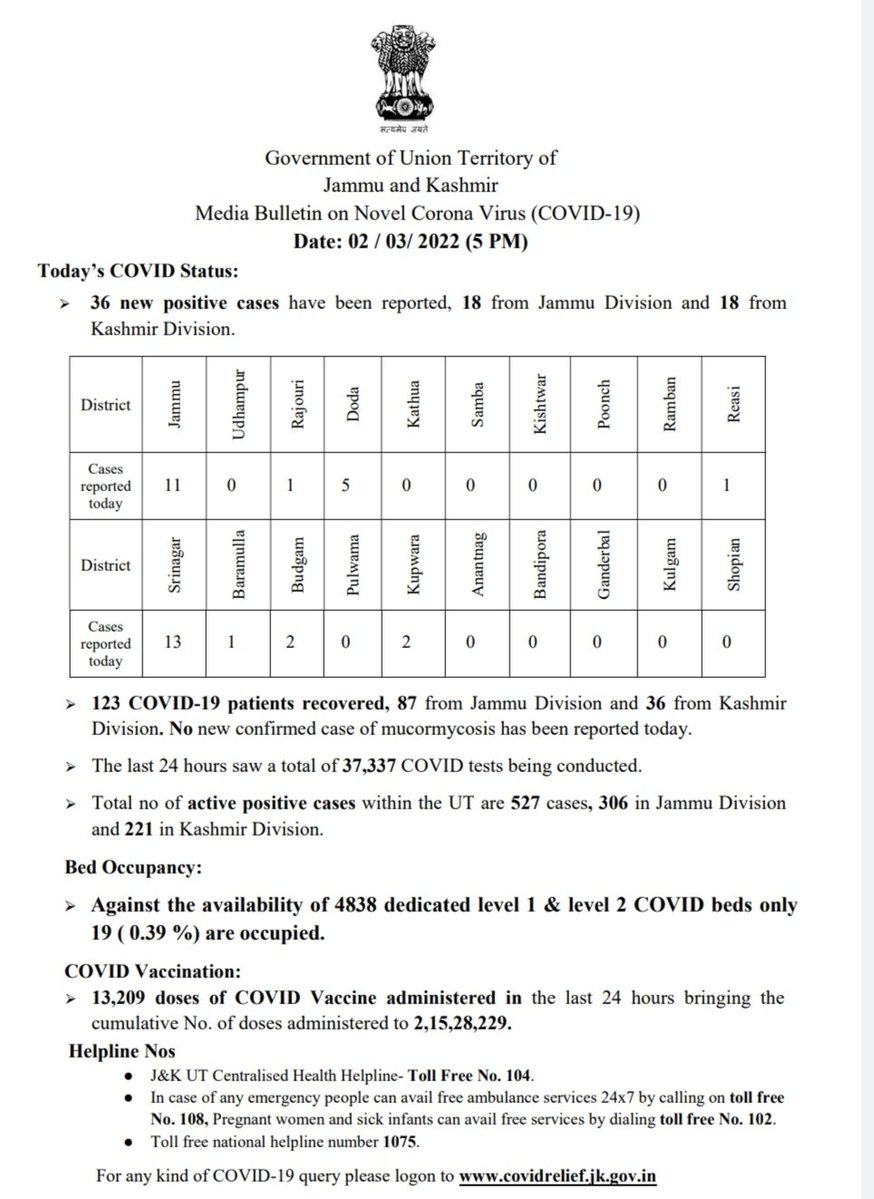 सत्यमेव जयते
Government of Union Territory of
Jammu and Kashmir
Media Bulletin on Novel Corona Virus (COVID-19)
Date: 02 / 03/ 2022 (5 PM)
Today’s COVID Status:
➢ 36 new positive cases have been reported, 18 from Jammu Division and 18 from
Kashmir Division.
District Jammu Udhampur Rajouri Doda Kathua Samba Kishtwar Poonch Ramban Reasi
Cases
reported
today 11 0 1 5 0 0 0 0 0 1
District Srinagar Baramulla Budgam Pulwama Kupwara Anantnag Bandipora Ganderbal Kulgam Shopian
Cases
reported
today 13 1 2 0 2 0 0 0 0 0
➢ 123 COVID-19 patients recovered, 87 from Jammu Division and 36 from Kashmir
Division. No new confirmed case of mucormycosis has been reported today.
➢ The last 24 hours saw a total of 37,337 COVID tests being conducted.
➢ Total no of active positive cases within the UT are 527 cases, 306 in Jammu Division
and 221 in Kashmir Division.
Bed Occupancy:
➢ Against the availability of 4838 dedicated level 1 & level 2 COVID beds only
19 ( 0.39 %) are occupied.
COVID Vaccination:
➢ 13,209 doses of COVID Vaccine administered in the last 24 hours bringing the
cumulative No. of doses administered to 2,15,28,229.
Helpline Nos
● J&K UT Centralised Health Helpline- Toll Free No. 104.
● In case of any emergency people can avail free ambulance services 24x7 by calling on toll free
No. 108, Pregnant women and sick infants can avail free services by dialing toll free No. 102.
● Toll free national helpline number 1075.
For any kind of COVID-19 query please logon to www.covidrelief.jk.gov.in